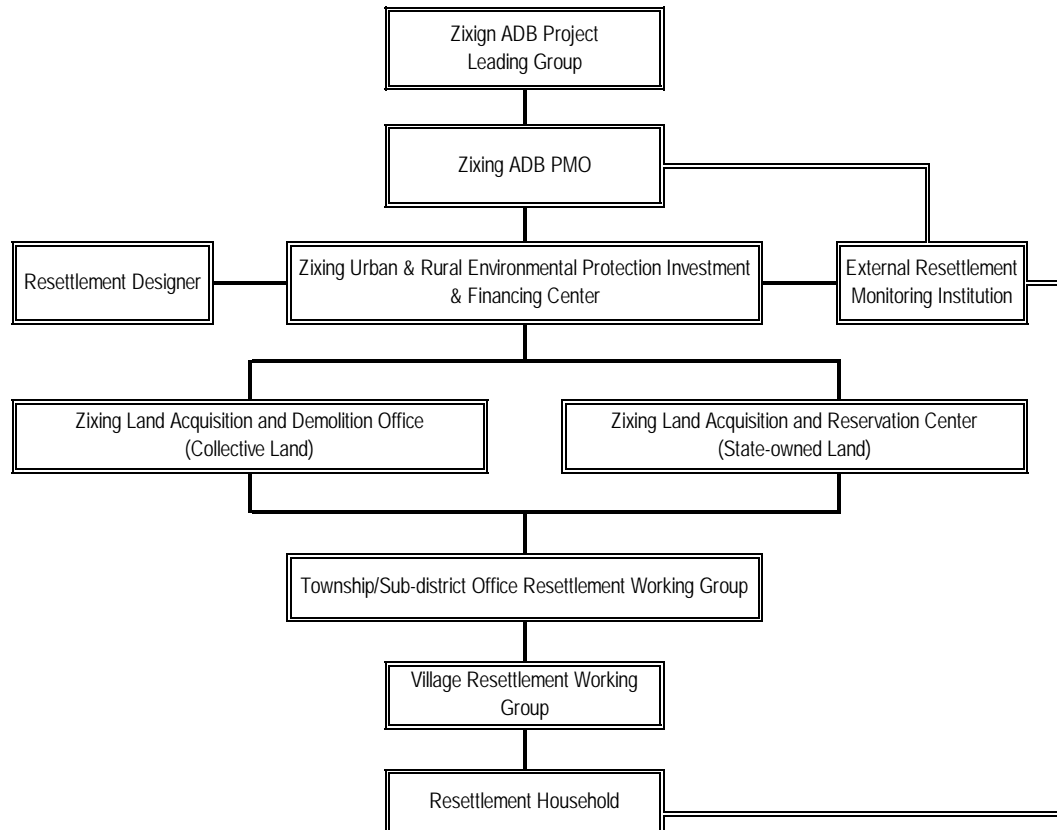 Zixign ADB Project
Leading Group
Zixing ADB PMO
Resettlement Designer
Zixing Urban & Rural Environmental Protection Investment
& Financing Center
External Resettlement
Monitoring Institution
Zixing Land Acquisition and Demolition Office
(Collective Land)
Zixing Land Acquisition and Reservation Center
(State-owned Land)
Township/Sub-district Office Resettlement Working Group
Village Resettlement Working
Group
Resettlement Household